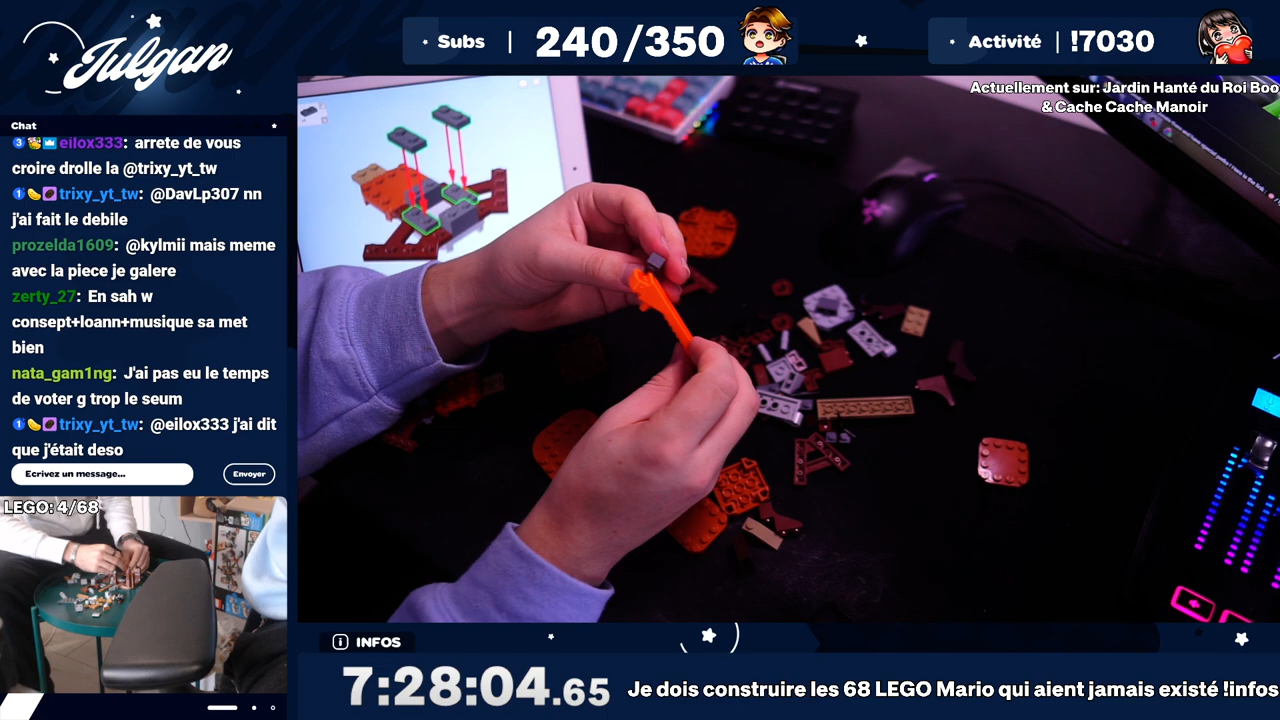 Julgan
Subs | 240/350
Activité | !7030
Actuellement sur: Jardin Hanté du Roi Boo
& Cache Cache Manoir
Chat
3 eilox333: arrete de vous
croire drolle la @trixy_yt_tw
1 trixy_yt_tw: @DavLp307 nn
j'ai fait le debile
prozelda1609: @kylmii mais meme
avec la piece je galere
zerty_27: En sah w
consept+loann+musique sa met
bien
nata_gam1ng: J'ai pas eu le temps
de voter g trop le seum
1 trixy_yt_tw: @eilox333 j'ai dit
que j'était deso
Ecrivez un message...
Envoyer
LEGO: 4/68
i INFOS
7:28:04.65
Je dois construire les 68 LEGO Mario qui aient jamais existé !infos